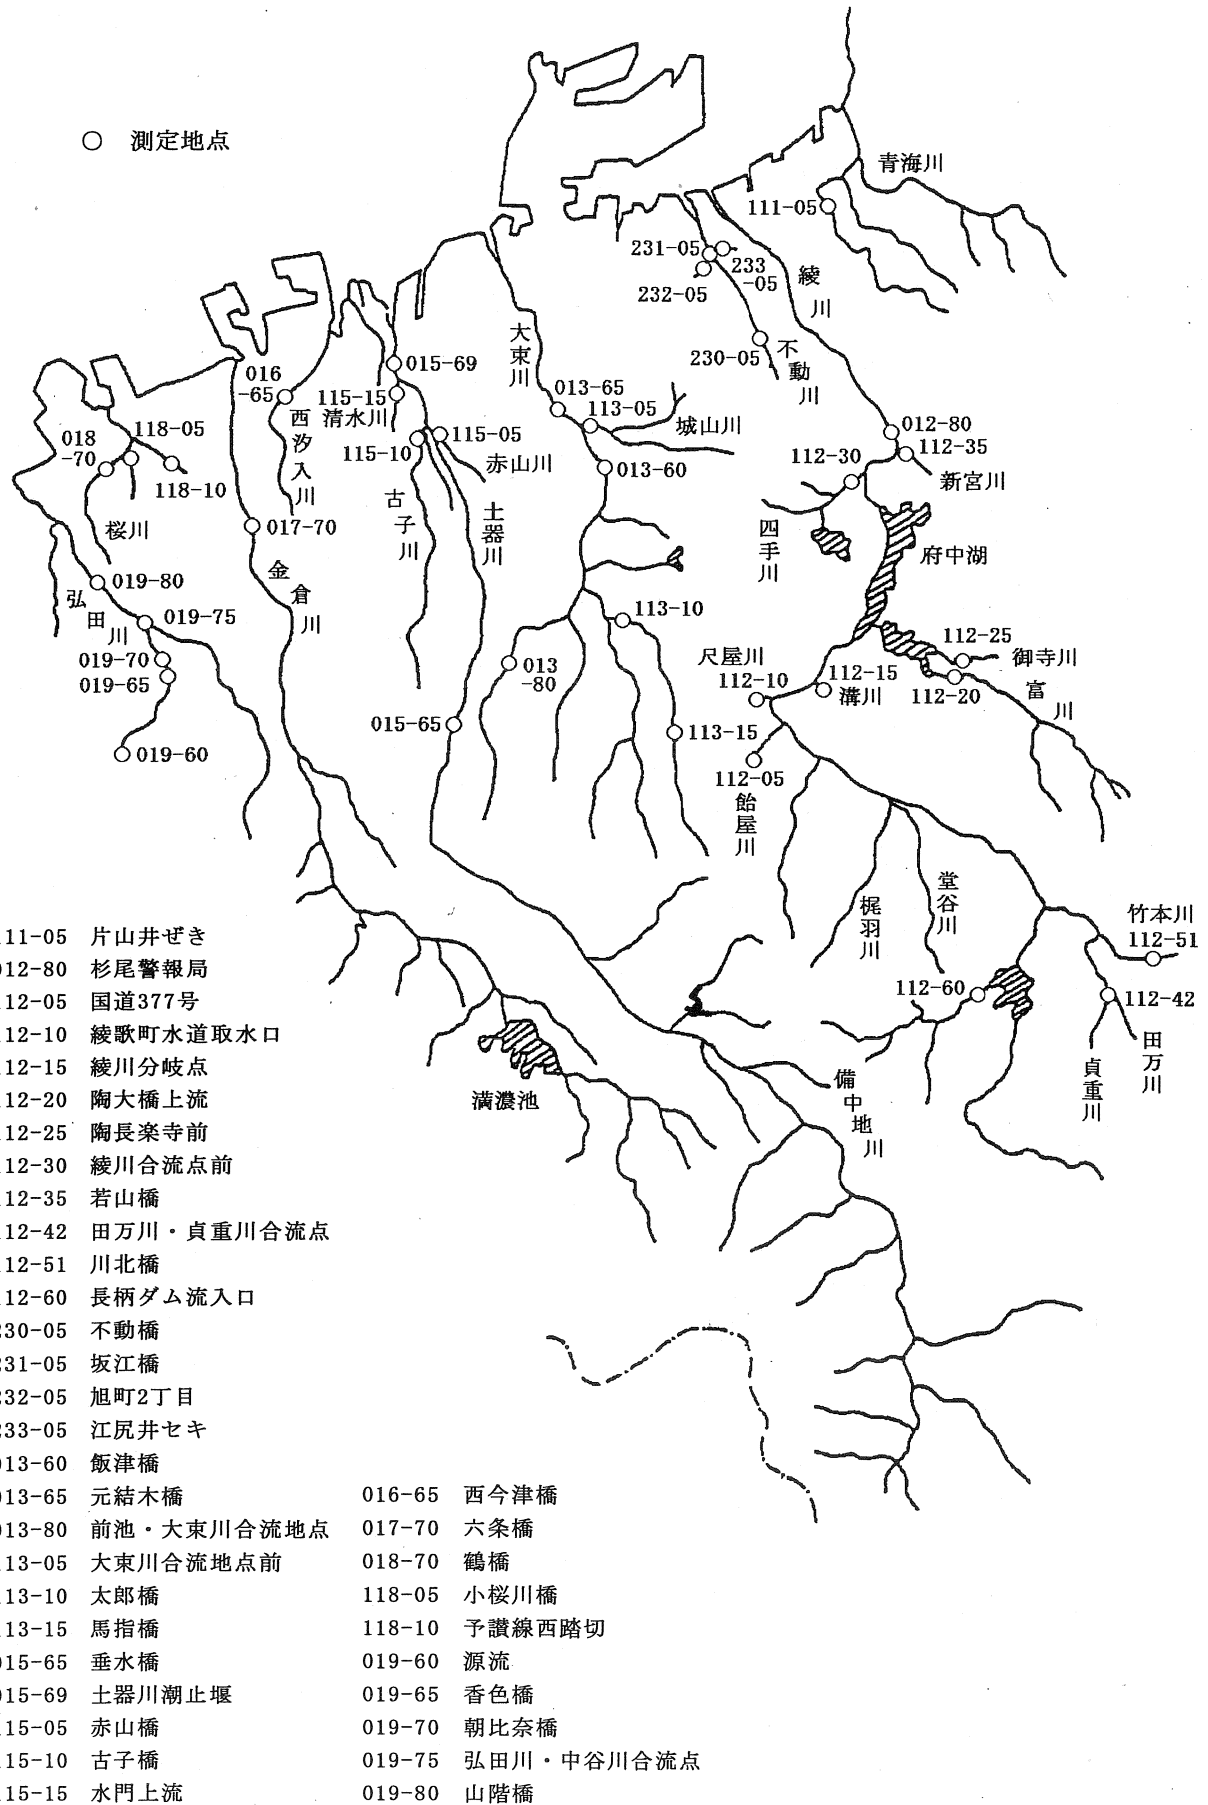 ○ 測定地点
青海川
111-05
231-05
233
-05
232-05
綾川
230-05
不動川
大束川
015-69
016
-65
115-15
清水川
西汐入川
013-65
113-05
城山川
012-80
112-35
新宮川
112-30
四手川
府中湖
118-05
018
-70
118-10
桜川
115-10
115-05
赤山川
古子川
土器川
013-60
017-70
金倉川
019-80
弘田川
019-75
019-70
019-65
019-60
113-10
013
-80
015-65
113-15
尺屋川
112-10
112-15
溝川
112-25
御寺川
112-20
富川
112-05
飴屋川
梶羽川
堂谷川
竹本川
112-51
112-60
112-42
田万川
貞重川
満濃池
備中地川
11-05 片山井ぜき
012-80 杉尾警報局
12-05 国道377号
12-10 綾歌町水道取水口
12-15 綾川分岐点
12-20 陶大橋上流
12-25 陶長楽寺前
12-30 綾川合流点前
12-35 若山橋
12-42 田万川・貞重川合流点
12-51 川北橋
12-60 長柄ダム流入口
230-05 不動橋
231-05 坂江橋
232-05 旭町2丁目
233-05 江尻井セキ
013-60 飯津橋
013-65 元結木橋
013-80 前池・大束川合流地点
13-05 大束川合流地点前
13-10 太郎橋
13-15 馬指橋
015-65 垂水橋
015-69 土器川潮止堰
15-05 赤山橋
15-10 古子橋
15-15 水門上流
016-65 西今津橋
017-70 六条橋
018-70 鶴橋
118-05 小桜川橋
118-10 予讃線西踏切
019-60 源流
019-65 香色橋
019-70 朝比奈橋
019-75 弘田川・中谷川合流点
019-80 山階橋